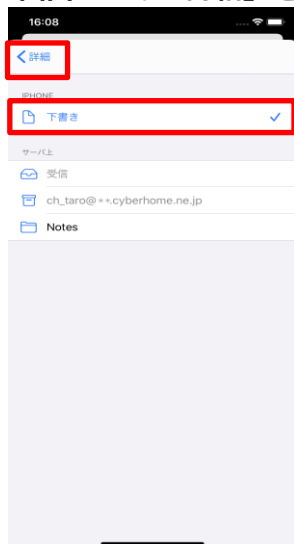 16:08
詳細
IPHONE
下書き
サーバ上
受信
ch_taro@**.cyberhome.ne.jp
Notes